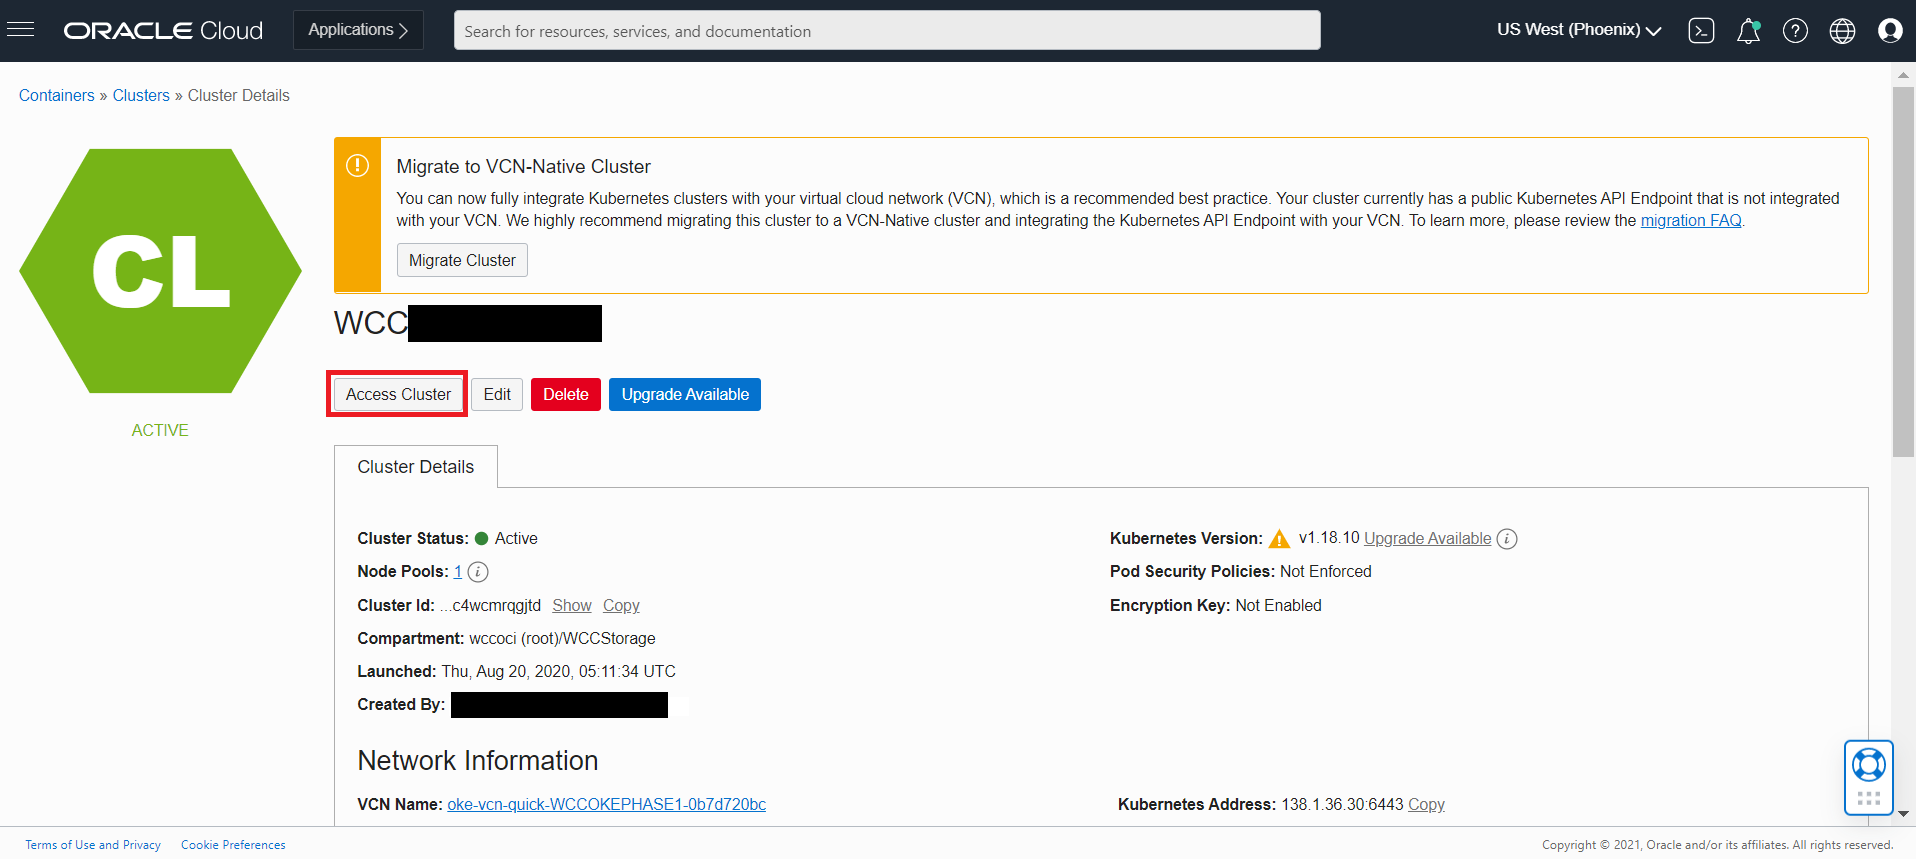 ORACLE Cloud Applications Search for resources, services, and documentation US West (Phoenix)
Containers » Clusters » Cluster Details
CL
ACTIVE
Migrate to VCN-Native Cluster
You can now fully integrate Kubernetes clusters with your virtual cloud network (VCN), which is a recommended best practice. Your cluster currently has a public Kubernetes API Endpoint that is not integrated
with your VCN. We highly recommend migrating this cluster to a VCN-Native cluster and integrating the Kubernetes API Endpoint with your VCN. To learn more, please review the migration FAQ.
Migrate Cluster
WCC
Access Cluster Edit Delete Upgrade Available
Cluster Details
Cluster Status: Active
Node Pools: 1
Cluster Id: ...c4wcmrqgjtd Show Copy
Compartment: wccoci (root)/WCCStorage
Launched: Thu, Aug 20, 2020, 05:11:34 UTC
Created By:
Kubernetes Version: v1.18.10 Upgrade Available
Pod Security Policies: Not Enforced
Encryption Key: Not Enabled
Network Information
VCN Name: oke-vcn-quick-WCCOKEPHASE1-0b7d720bc
Kubernetes Address: 138.1.36.30:6443 Copy
Terms of Use and Privacy Cookie Preferences
Copyright © 2021, Oracle and/or its affiliates. All rights reserved.